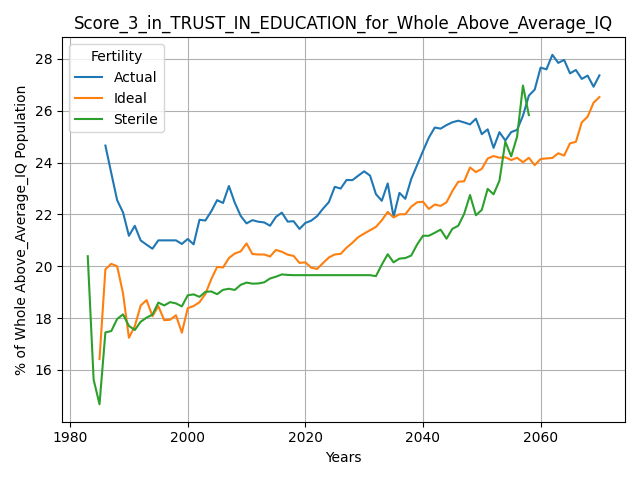 Score_3_in_TRUST_IN_EDUCATION_for_Whole_Above_Average_IQ
Fertility
Actual
Ideal
Sterile
% of Whole Above_Average_IQ Population
28
26
24
22
20
18
16
1980
2000
2020
2040
2060
Years